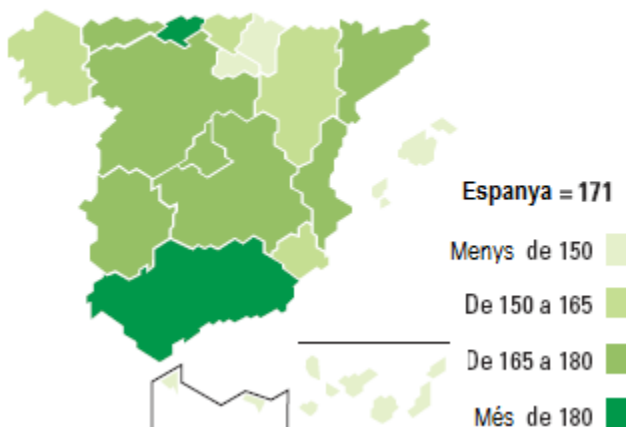 Espanya = 171
Menys de 150
De 150 a 165
De 165 a 180
Més de 180